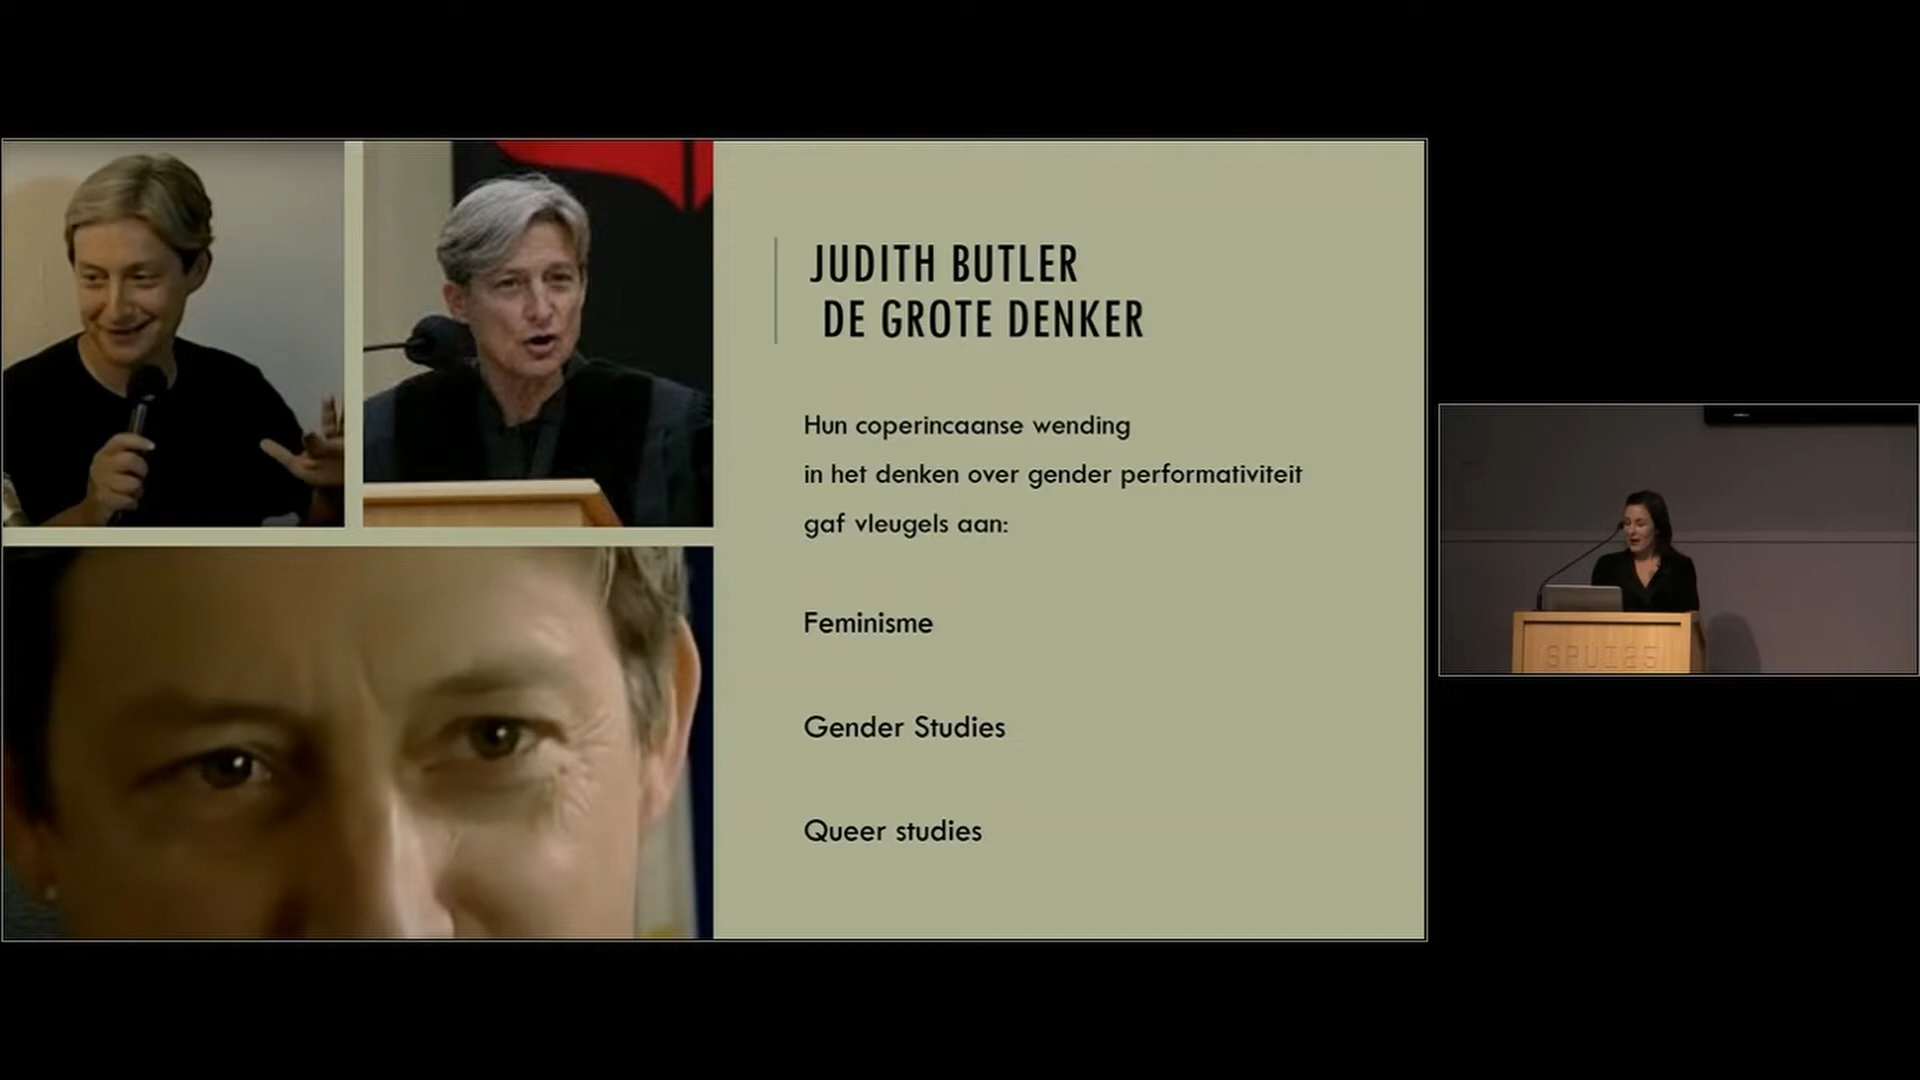 JUDITH BUTLER
DE GROTE DENKER
Hun coperincaanse wending
in het denken over gender performativiteit
gaf vleugels aan:
Feminisme
Gender Studies
Queer studies
SPUI25